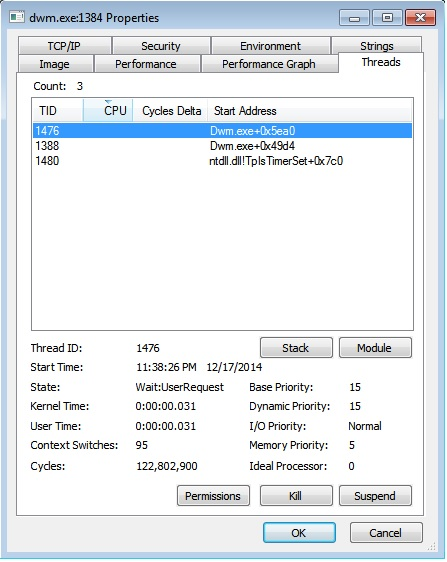 dwm.exe:1384 Properties
TCP/IP Security Environment Strings
Image Performance Performance Graph Threads
Count: 3
TID CPU Cycles Delta Start Address
1476 Dwm.exe+0x5ea0
1388 Dwm.exe+0x49d4
1480 ntdll.dll!TpIsTimerSet+0x7c0
Thread ID: 1476 Stack Module
Start Time: 11:38:26 PM 12/17/2014
State: Wait:UserRequest Base Priority: 15
Kernel Time: 0:00:00.031 Dynamic Priority: 15
User Time: 0:00:00.031 I/O Priority: Normal
Context Switches: 95 Memory Priority: 5
Cycles: 122,802,900 Ideal Processor: 0
Permissions Kill Suspend
OK Cancel